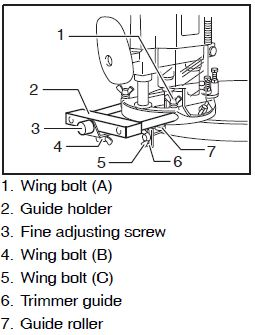 1
2
3
4
5
6
7
1. Wing bolt (A)
2. Guide holder
3. Fine adjusting screw
4. Wing bolt (B)
5. Wing bolt (C)
6. Trimmer guide
7. Guide roller